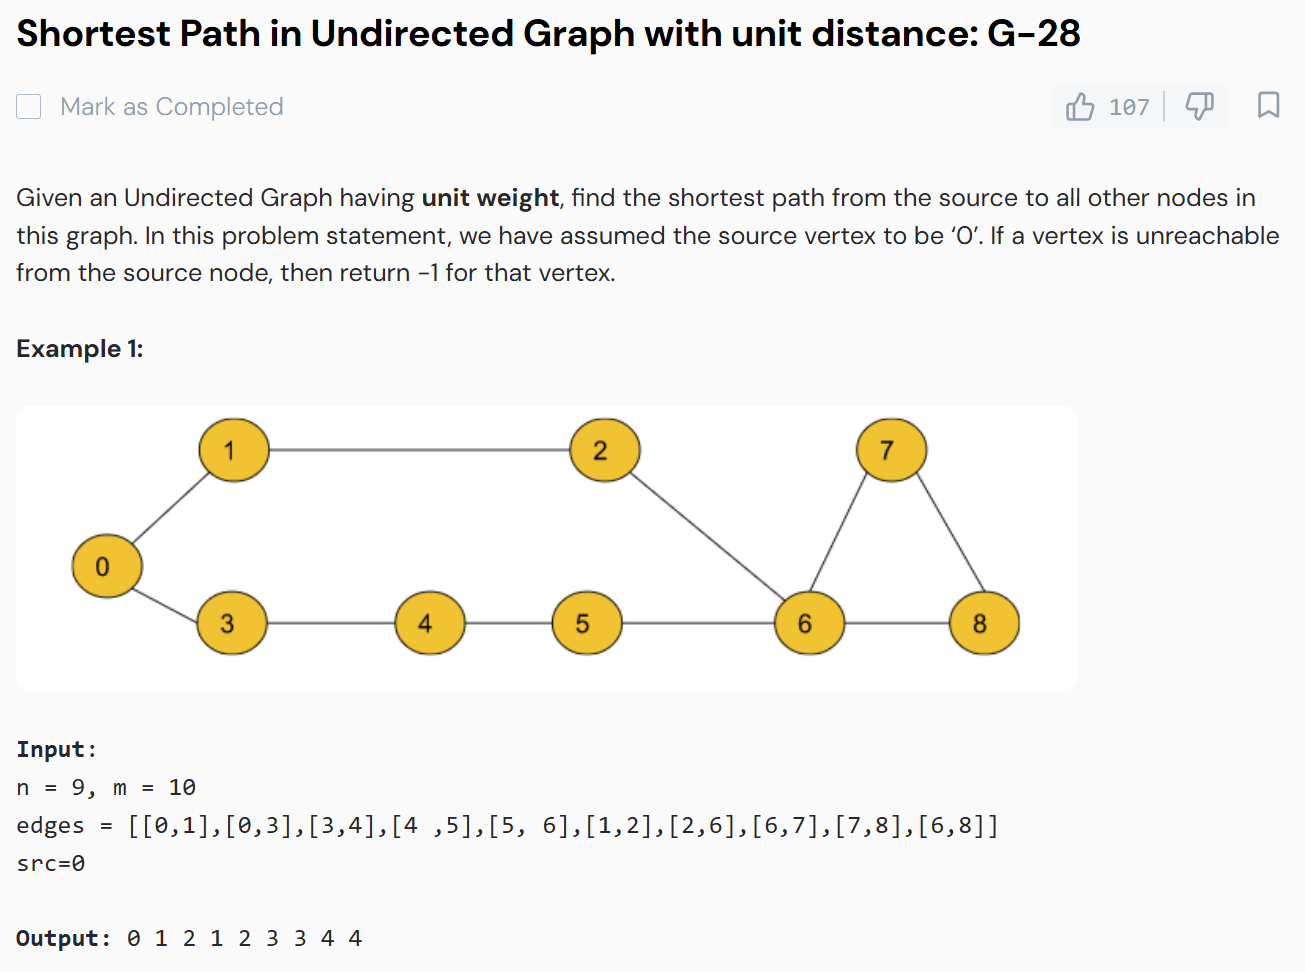 Shortest Path in Undirected Graph with unit distance: G-28
Mark as Completed
107
Given an Undirected Graph having unit weight, find the shortest path from the source to all other nodes in
this graph. In this problem statement, we have assumed the source vertex to be ‘0’. If a vertex is unreachable
from the source node, then return -1 for that vertex.
Example 1:
1
2
7
0
3
4
5
6
8
Input:
n = 9, m = 10
edges = [[0,1],[0,3],[3,4],[4 ,5],[5, 6],[1,2],[2,6],[6,7],[7,8],[6,8]]
src=0
Output: 0 1 2 1 2 3 3 4 4